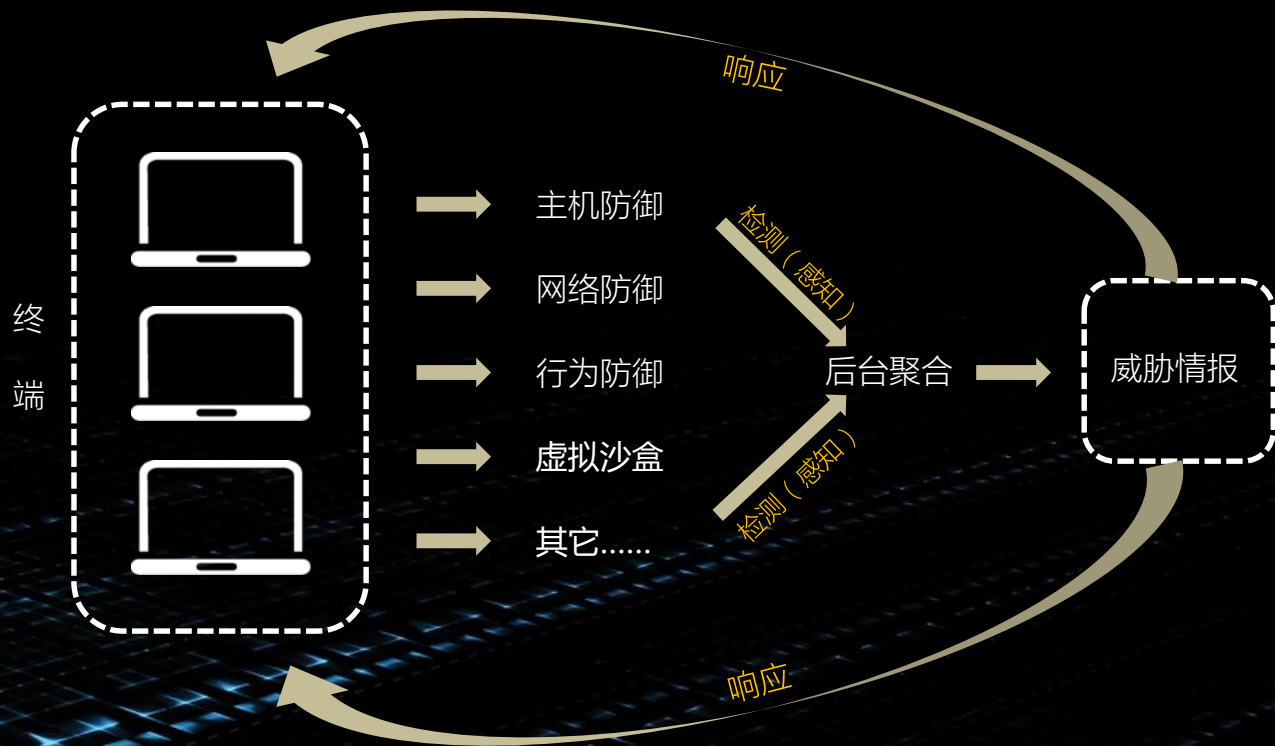 响应
终
端
主机防御
网络防御
行为防御
虚拟沙盒
其它......
检测（感知）
后台聚合
检测（感知）
威胁情报
响应